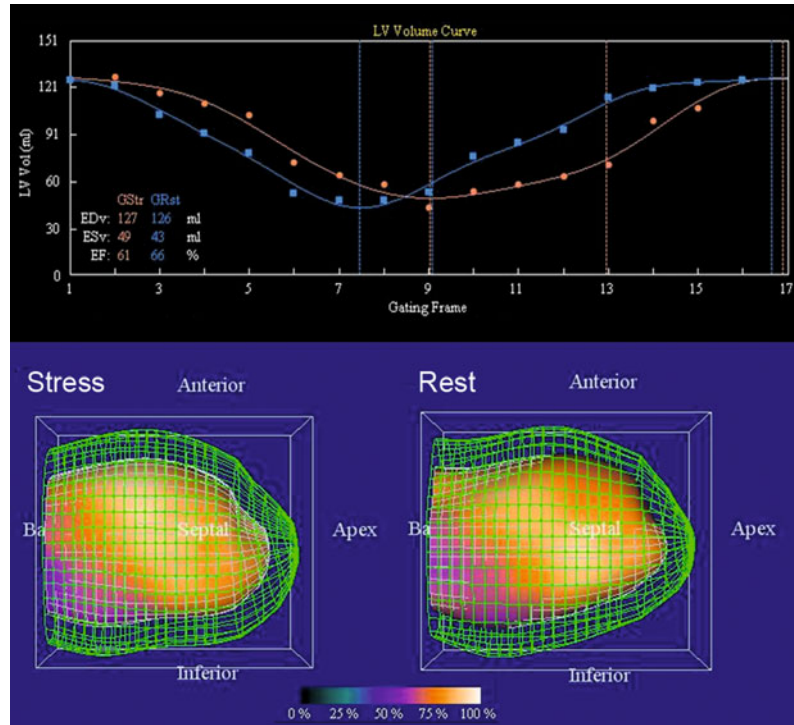 LV Volume Curve
151
121
91
60
30
0
LV Vol (ml)
GStr GRst
EDv: 127 126 ml
ESv: 49 43 ml
EF: 61 66 %
1 3 5 7 9 11 13 15 17
Gating Frame
Stress
Anterior
Ba
Septal
Apex
Inferior
Rest
Anterior
Ba
Septal
Apex
Inferior
0 % 25 % 50 % 75 % 100 %